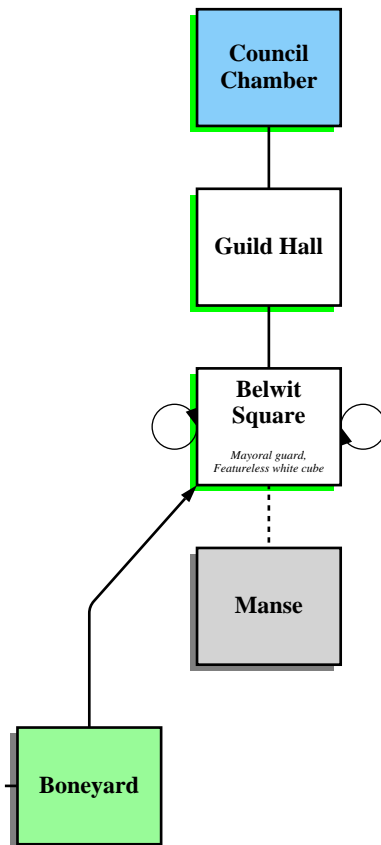 Council
Chamber
Guild Hall
Belwit
Square
Mayoral guard,
Featureless white cube
Manse
Boneyard